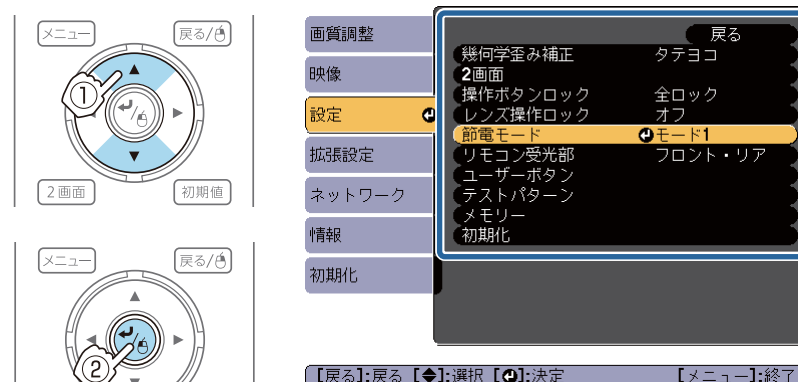 メニュー
戻る/
①
2画面
初期値
メニュー
戻る/
②
画質調整
映像
設定
拡張設定
ネットワーク
情報
初期化
戻る
幾何学歪み補正 タテヨコ
2画面
操作ボタンロック 全ロック
レンズ操作ロック オフ
節電モード モード1
リモコン受光部 フロント・リア
ユーザーボタン
テストパターン
メモリー
初期化
[戻る]:戻る [◆]:選択 [ ]:決定 [メニュー]:終了